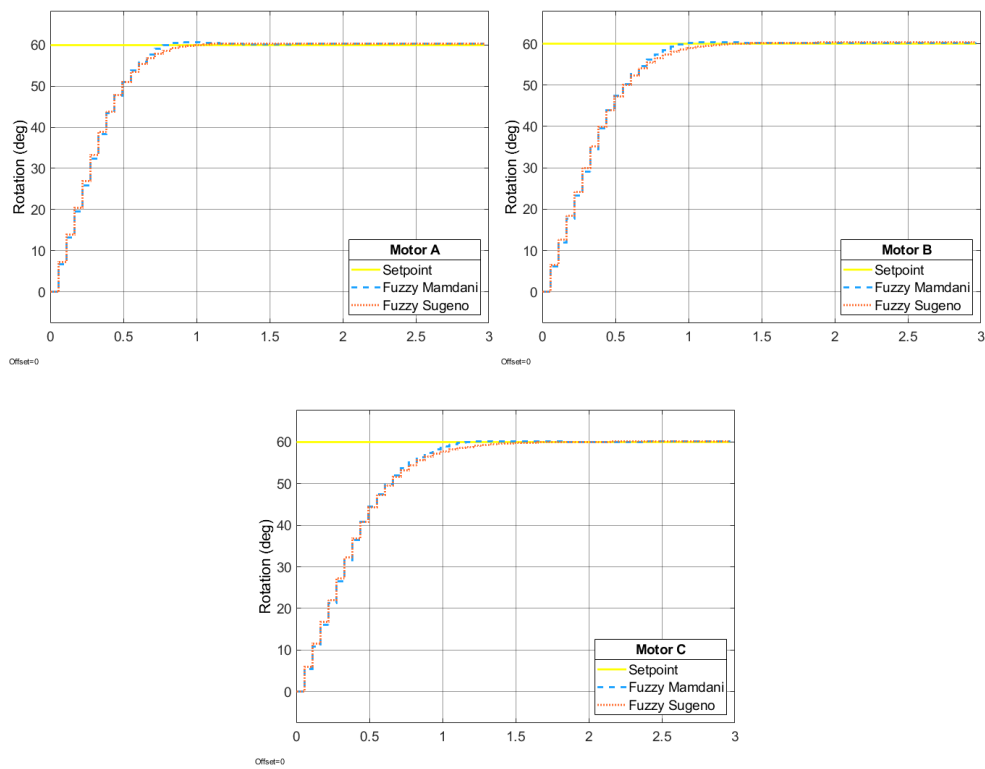 60
50
40
30
20
10
0
Rotation (deg)
Motor A
Setpoint
Fuzzy Mamdani
Fuzzy Sugeno
0 0.5 1 1.5 2 2.5 3
Offset=0
60
50
40
30
20
10
0
Rotation (deg)
Motor B
Setpoint
Fuzzy Mamdani
Fuzzy Sugeno
0 0.5 1 1.5 2 2.5 3
Offset=0
60
50
40
30
20
10
0
Rotation (deg)
Motor C
Setpoint
Fuzzy Mamdani
Fuzzy Sugeno
0 0.5 1 1.5 2 2.5 3
Offset=0